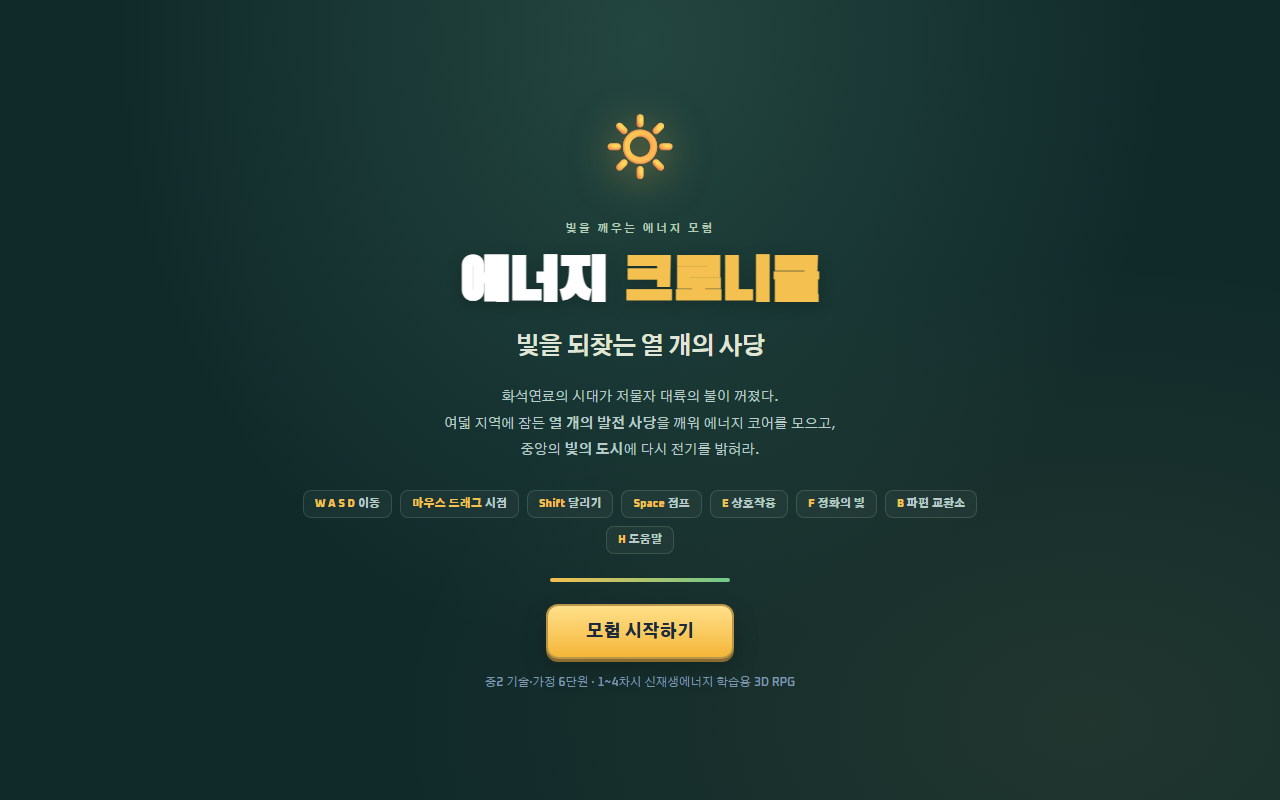 빛을 깨우는 에너지 모험
에너지 크로니클
빛을 되찾는 열 개의 사당
화석연료의 시대가 저물자 대륙의 불이 꺼졌다.
여덟 지역에 잠든 열 개의 발전 사당을 깨워 에너지 코어를 모으고,
중앙의 빛의 도시에 다시 전기를 밝혀라.
W A S D 이동 마우스 드래그 시점 Shift 달리기 Space 점프 E 상호작용 F 정화의 빛 B 파편 교환소
H 도움말
모험 시작하기
중2 기술·가정 6단원 · 1~4차시 신재생에너지 학습용 3D RPG